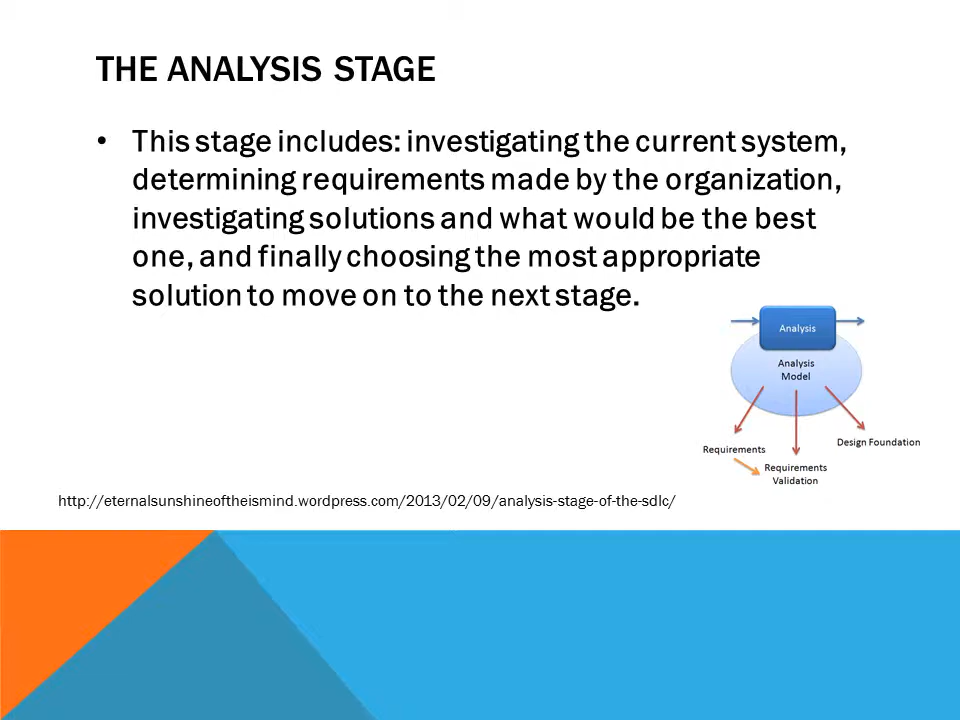 THE ANALYSIS STAGE
• This stage includes: investigating the current system,
determining requirements made by the organization,
investigating solutions and what would be the best
one, and finally choosing the most appropriate
solution to move on to the next stage.
Analysis
Analysis
Model
Requirements
Design Foundation
Requirements
Validation
http://eternalsunshineoftheismind.wordpress.com/2013/02/09/analysis-stage-of-the-sdlc/